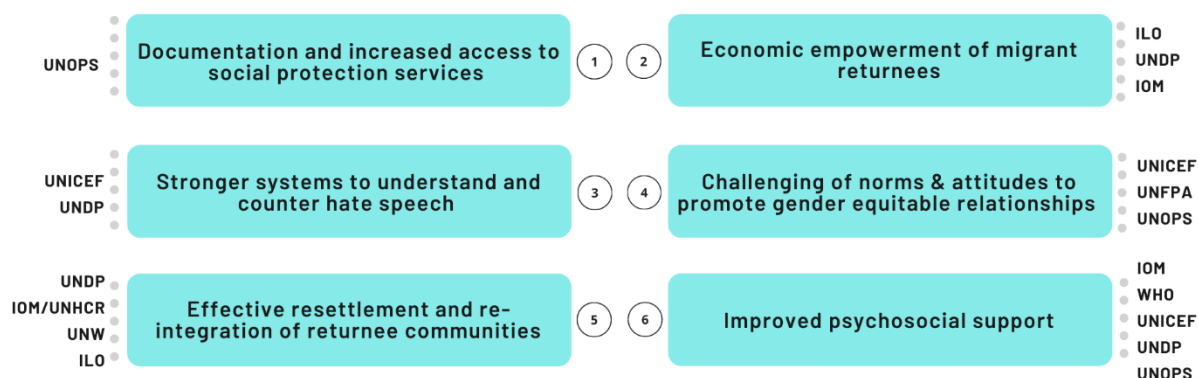 UNOPS
Documentation and increased access to
social protection services
1
2
Economic empowerment of migrant
returnees
ILO
UNDP
IOM
UNICEF
UNDP
Stronger systems to understand and
counter hate speech
3
4
Challenging of norms & attitudes to
promote gender equitable relationships
UNICEF
UNFPA
UNOPS
UNDP
IOM/UNHCR
UNW
ILO
Effective resettlement and re-
integration of returnee communities
5
6
Improved psychosocial support
IOM
WHO
UNICEF
UNDP
UNOPS